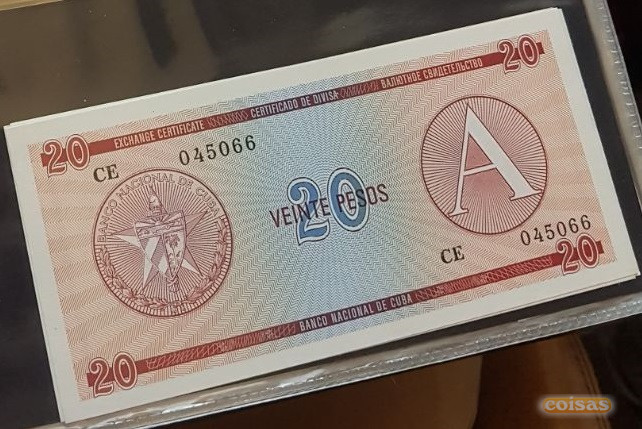 20
EXCHANGE CERTIFICATE CERTIFICADO DE DIVISA ВАЛЮТНОЕ СВИДЕТЕЛЬСТВО
20
CE 045066
BANCO NACIONAL DE CUBA
20
VEINTE PESOS
A
CE 045066
20
BANCO NACIONAL DE CUBA
20
coisas